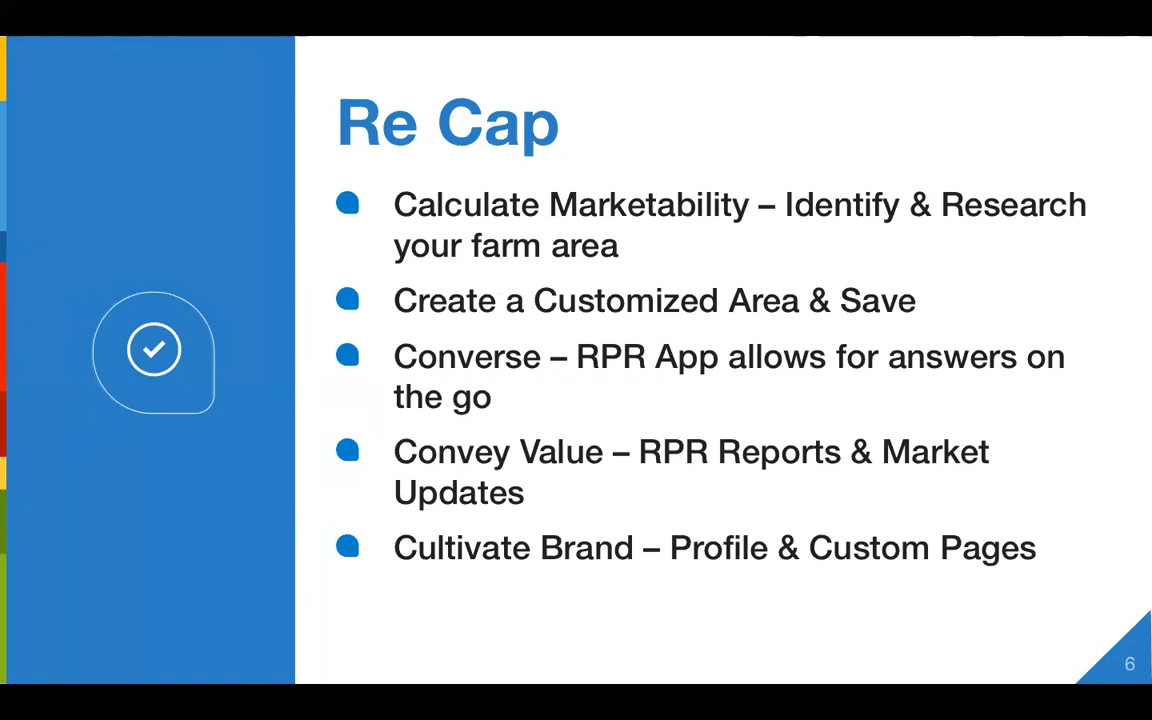 Re Cap
Calculate Marketability – Identify & Research
your farm area
Create a Customized Area & Save
Converse – RPR App allows for answers on
the go
Convey Value – RPR Reports & Market
Updates
Cultivate Brand – Profile & Custom Pages
6